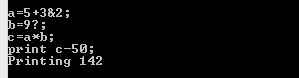 a=5+3&2;
b=9?;
c=a*b;
print c-50;
Printing 142